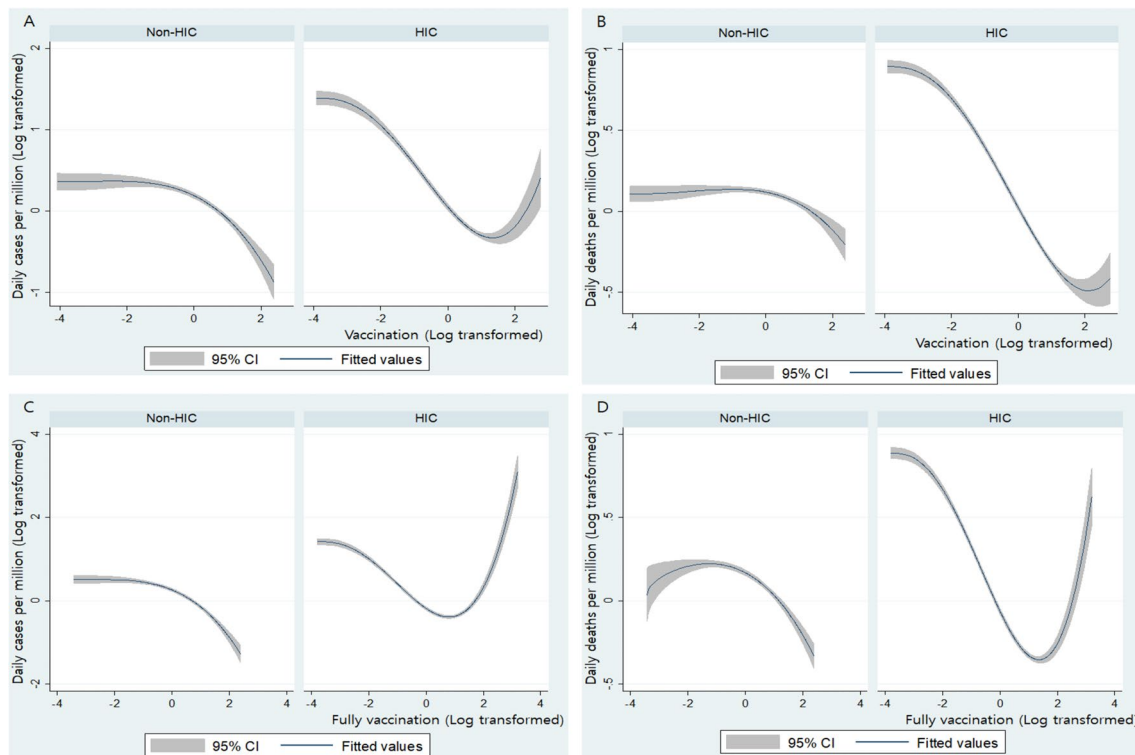 A
Non-HIC HIC
Daily cases per million (Log transformed)
2
1
0
-1
-4 -2 0 2 -4 -2 0 2
Vaccination (Log transformed)
95% CI Fitted values
B
Non-HIC HIC
Daily deaths per million (Log transformed)
1
.5
0
-.5
-4 -2 0 2 -4 -2 0 2
Vaccination (Log transformed)
95% CI Fitted values
C
Non-HIC HIC
Daily cases per million (Log transformed)
4
2
0
-2
-4 -2 0 2 4 -4 -2 0 2 4
Fully vaccination (Log transformed)
95% CI Fitted values
D
Non-HIC HIC
Daily deaths per million (Log transformed)
1
.5
0
-.5
-4 -2 0 2 4 -4 -2 0 2 4
Fully vaccination (Log transformed)
95% CI Fitted values